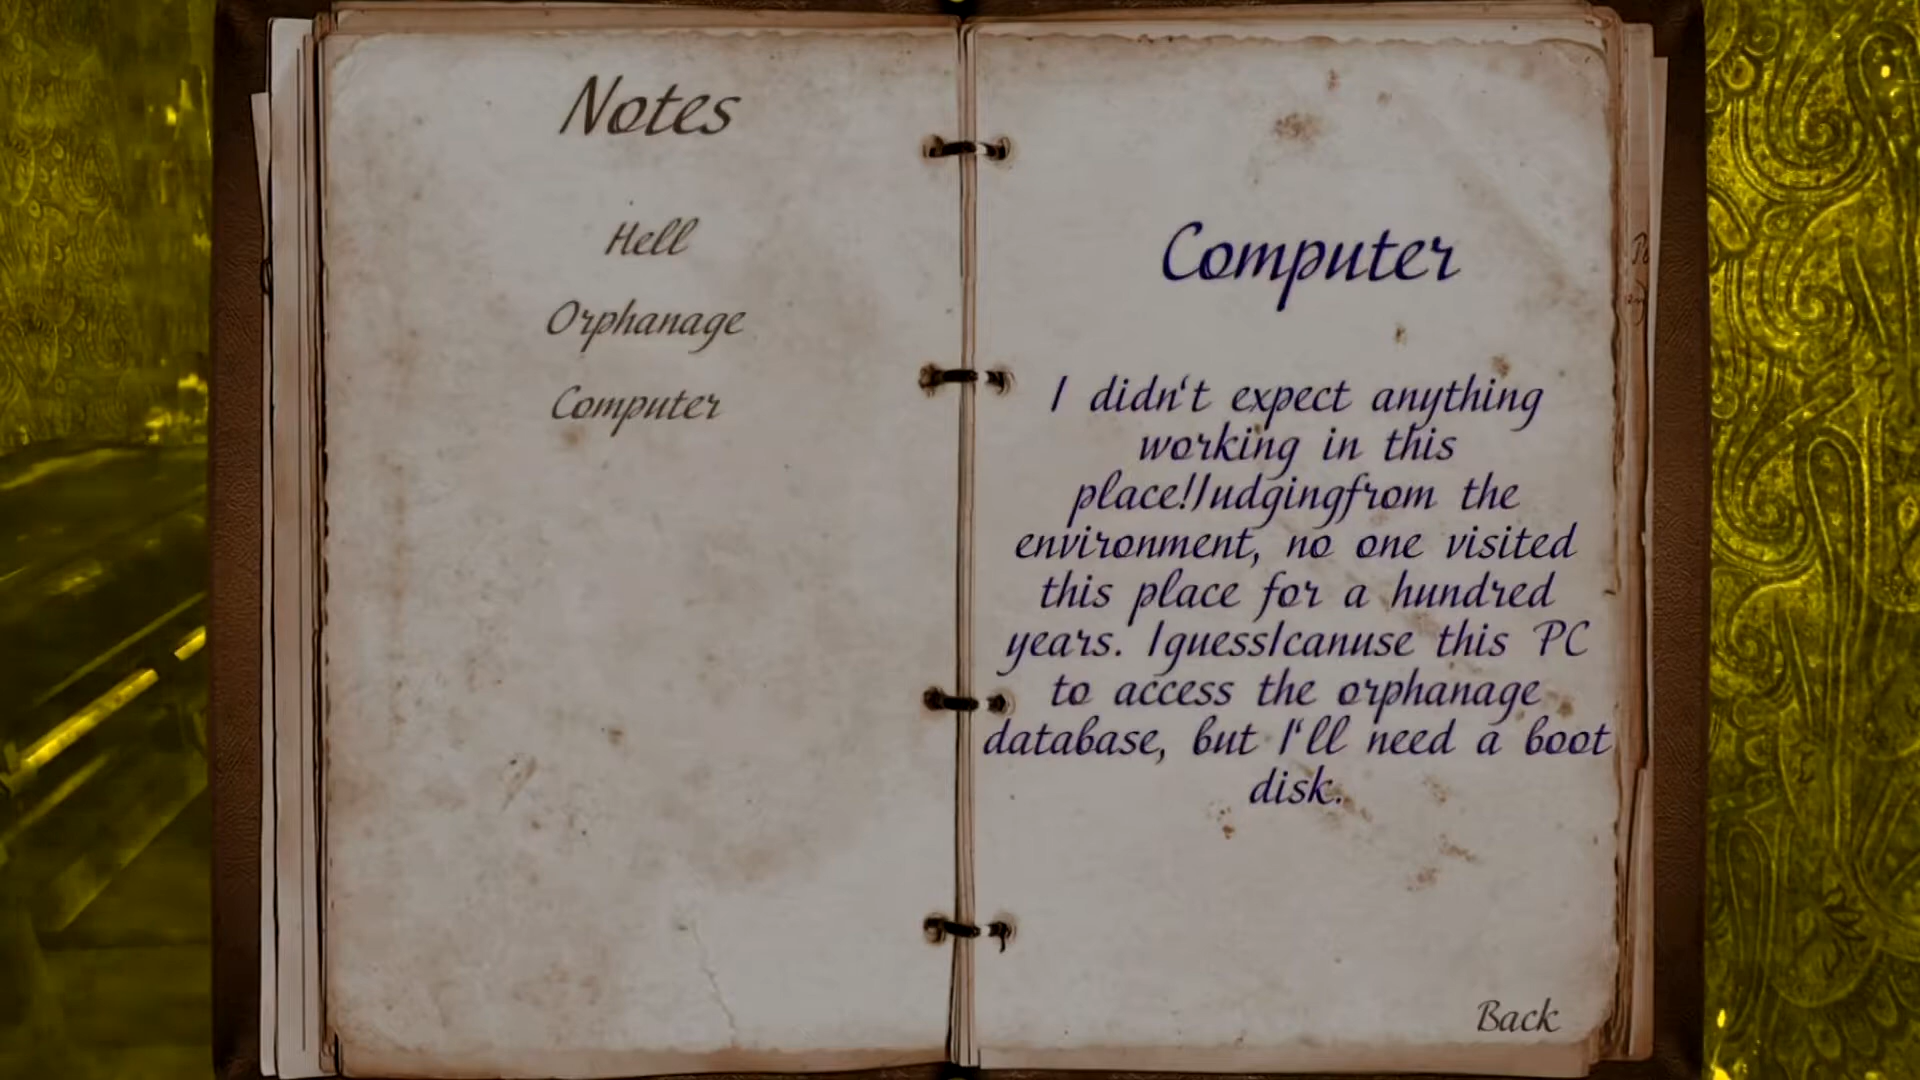 Notes
Hell
Orphanage
Computer
Computer
I didn't expect anything
working in this
place!Judgingfrom the
environment, no one visited
this place for a hundred
years. IguessIcanuse this PC
to access the orphanage
database, but I'll need a boot
disk.
Back